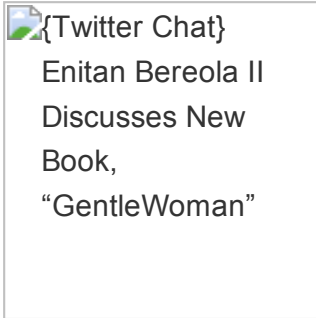 {Twitter Chat}
Enitan Bereola II
Discusses New
Book,
“GentleWoman”